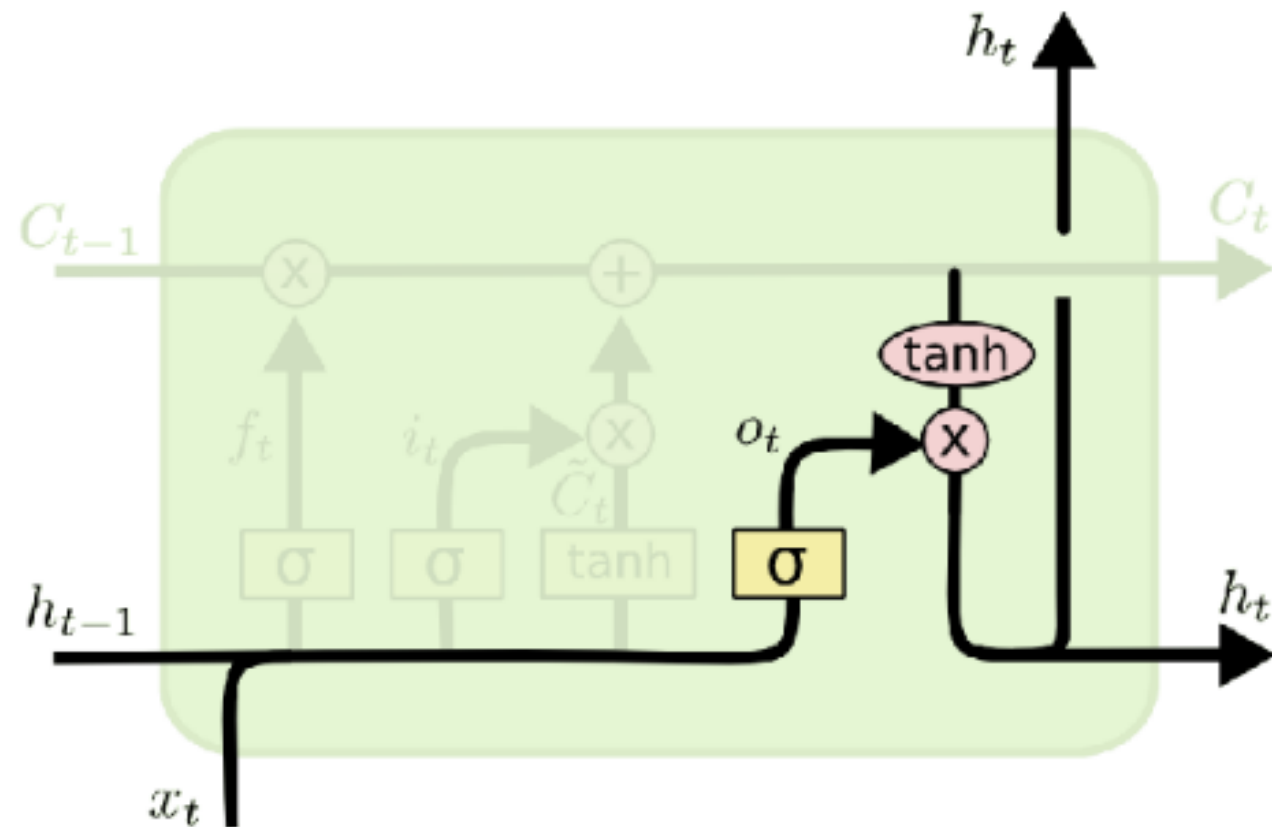 h_t
C_{t-1} C_t
x +
tanh
f_t i_t x o_t x
C̃_t
σ σ tanh σ
h_{t-1} h_t
x_t